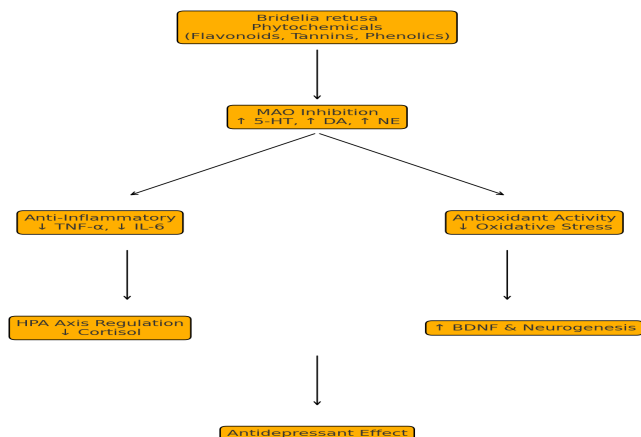 Bridelia retusa
Phytochemicals
(Flavonoids, Tannins, Phenolics)
MAO Inhibition
↑ 5-HT, ↑ DA, ↑ NE
Anti-Inflammatory
↓ TNF-α, ↓ IL-6
Antioxidant Activity
↓ Oxidative Stress
HPA Axis Regulation
↓ Cortisol
↑ BDNF & Neurogenesis
Antidepressant Effect